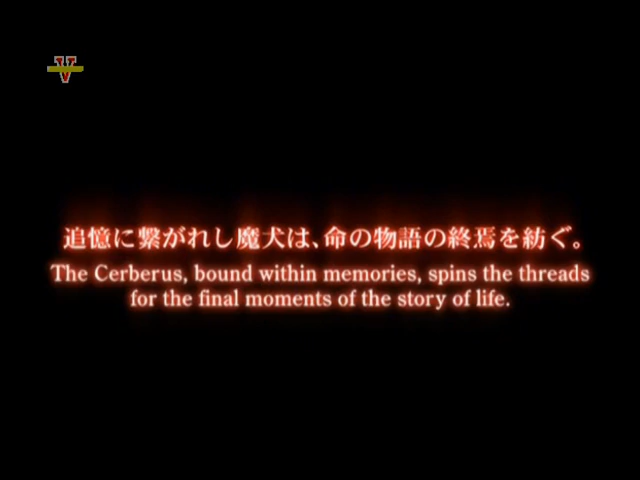 V
追憶に繋がれし魔犬は、命の物語の終焉を紡ぐ。
The Cerberus, bound within memories, spins the threads
for the final moments of the story of life.